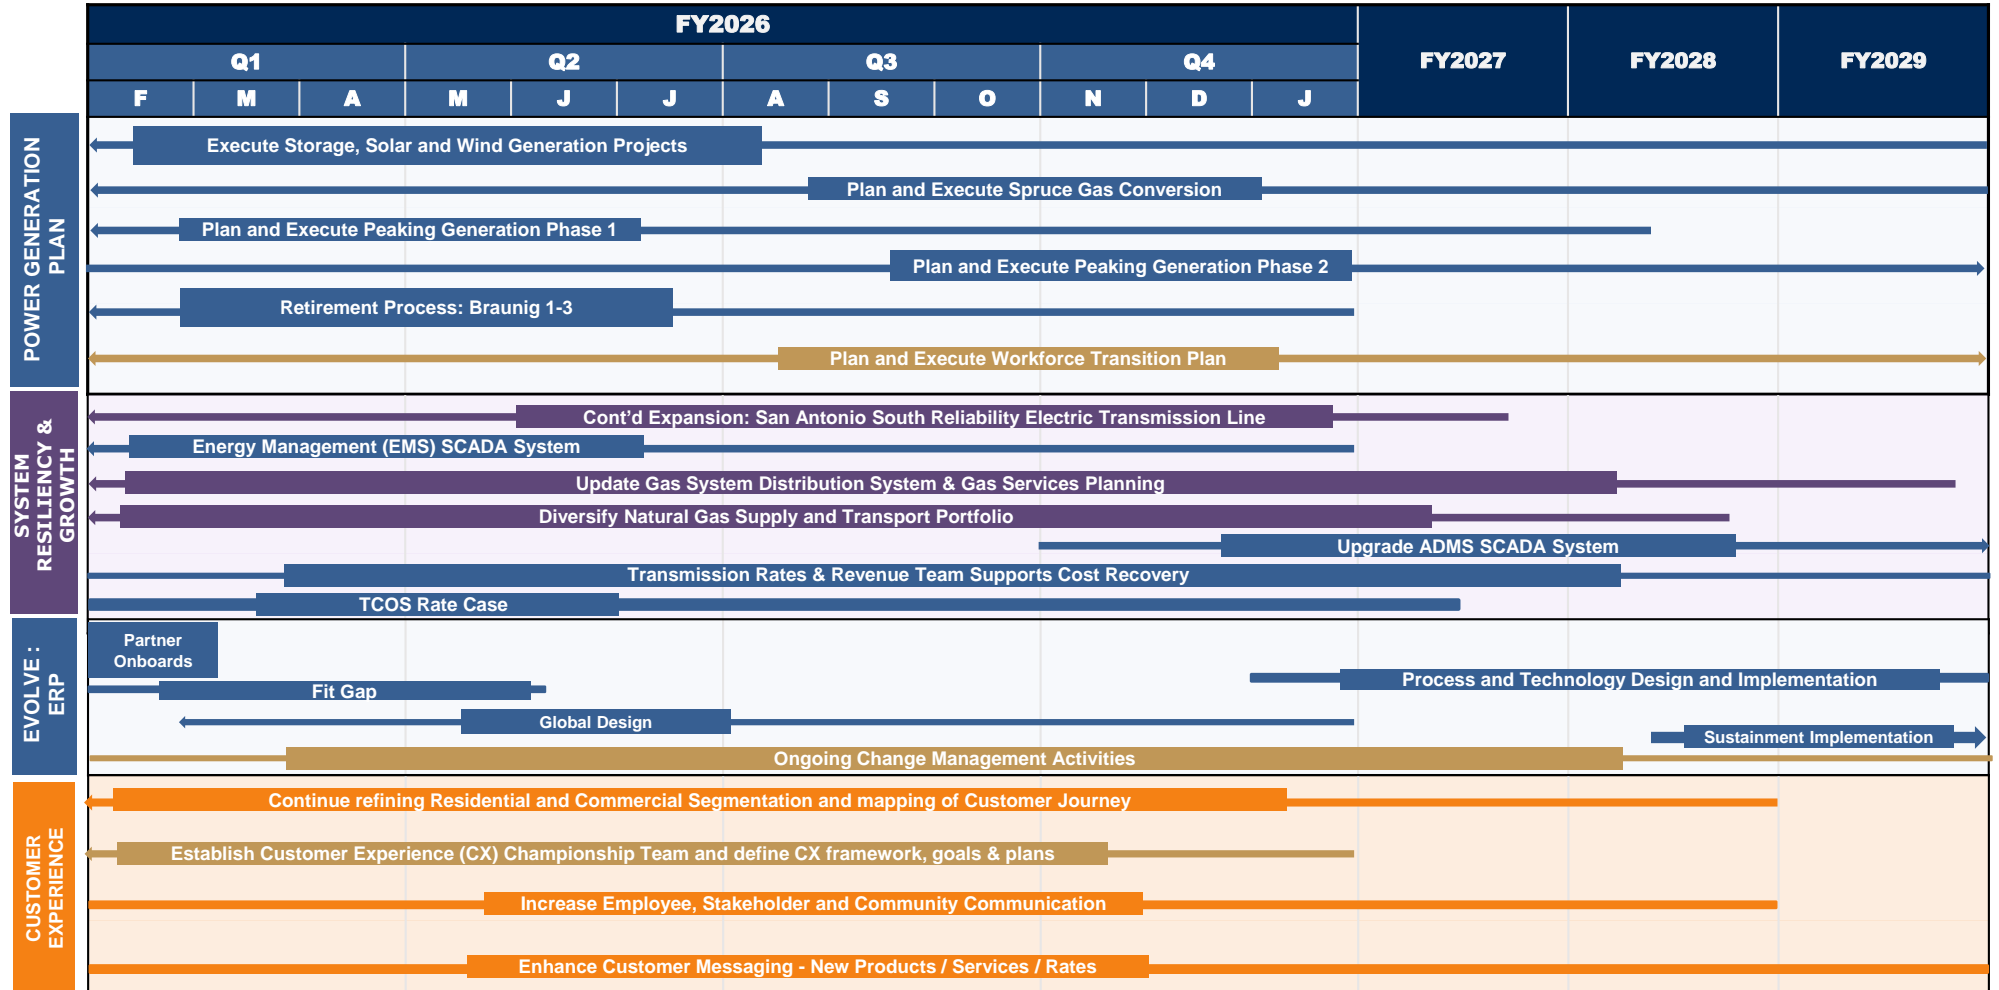 FY2026
FY2027
FY2028
FY2029
Q1
Q2
Q3
Q4
F
M
A
M
J
J
A
S
O
N
D
J
POWER GENERATION
PLAN
Execute Storage, Solar and Wind Generation Projects
Plan and Execute Spruce Gas Conversion
Plan and Execute Peaking Generation Phase 1
Plan and Execute Peaking Generation Phase 2
Retirement Process: Braunig 1-3
Plan and Execute Workforce Transition Plan
SYSTEM
RESILIENCY &
GROWTH
Cont’d Expansion: San Antonio South Reliability Electric Transmission Line
Energy Management (EMS) SCADA System
Update Gas System Distribution System & Gas Services Planning
Diversify Natural Gas Supply and Transport Portfolio
Upgrade ADMS SCADA System
Transmission Rates & Revenue Team Supports Cost Recovery
TCOS Rate Case
EVOLVE :
ERP
Partner
Onboards
Process and Technology Design and Implementation
Fit Gap
Global Design
Sustainment Implementation
Ongoing Change Management Activities
CUSTOMER
EXPERIENCE
Continue refining Residential and Commercial Segmentation and mapping of Customer Journey
Establish Customer Experience (CX) Championship Team and define CX framework, goals & plans
Increase Employee, Stakeholder and Community Communication
Enhance Customer Messaging - New Products / Services / Rates